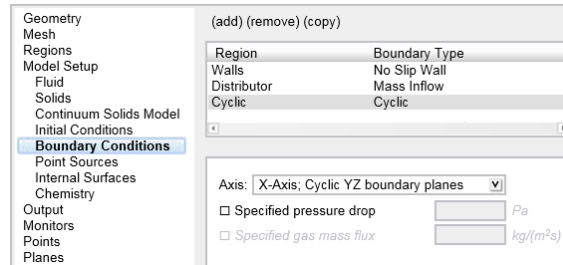 Geometry
Mesh
Regions
Model Setup
Fluid
Solids
Continuum Solids Model
Initial Conditions
Boundary Conditions
Point Sources
Internal Surfaces
Chemistry
Output
Monitors
Points
Planes
(add) (remove) (copy)
Region Boundary Type
Walls No Slip Wall
Distributor Mass Inflow
Cyclic Cyclic
Axis: X-Axis; Cyclic YZ boundary planes
Specified pressure drop Pa
Specified gas mass flux kg/(m²s)